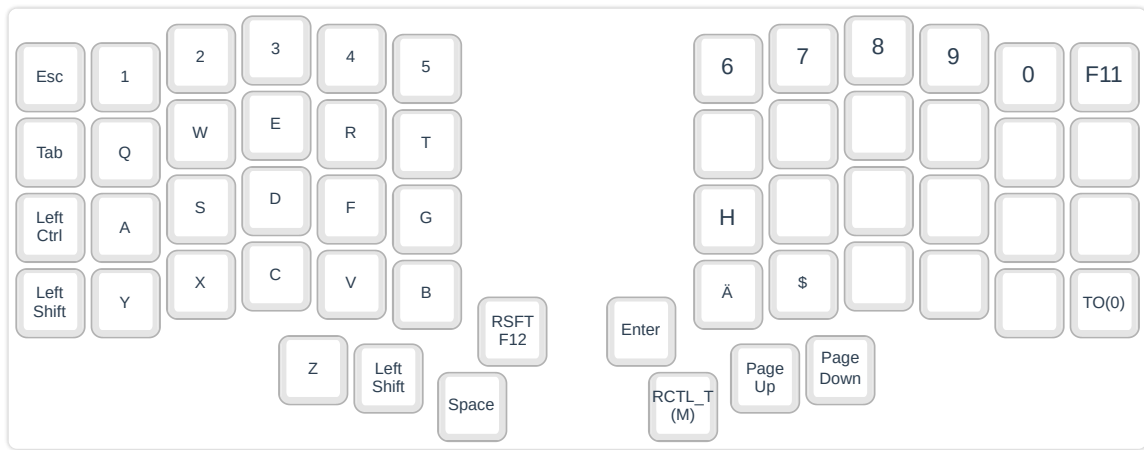 Esc 1 2 3 4 5 6 7 8 9 0 F11
Tab Q W E R T
Left
Ctrl
A S D F G H
Left
Shift
Y X C V B Ä $ TO(0)
RSFT
F12
Enter
Z
Left
Shift
Space
RCTL_T
(M)
Page
Up
Page
Down